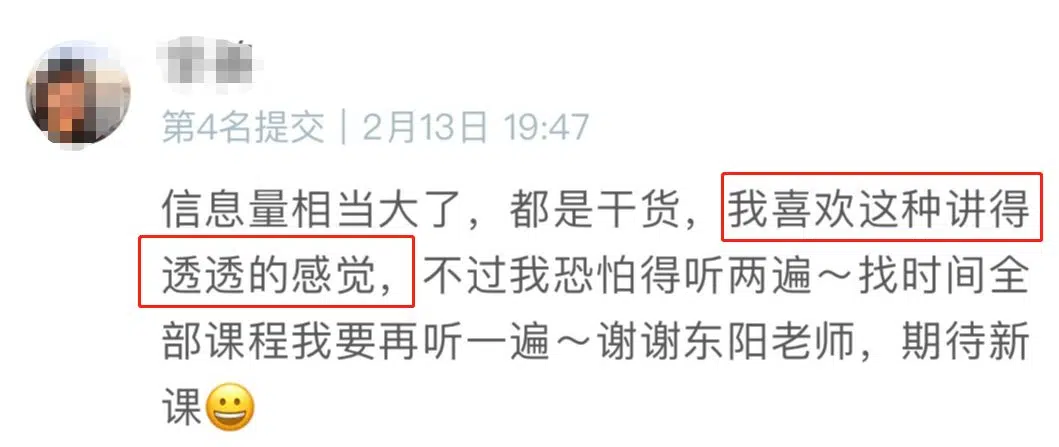 第4名提交 | 2月13日 19:47
信息量相当大了，都是干货，我喜欢这种讲得
透透的感觉，不过我恐怕得听两遍～找时间全
部课程我要再听一遍～谢谢东阳老师，期待新
课😀